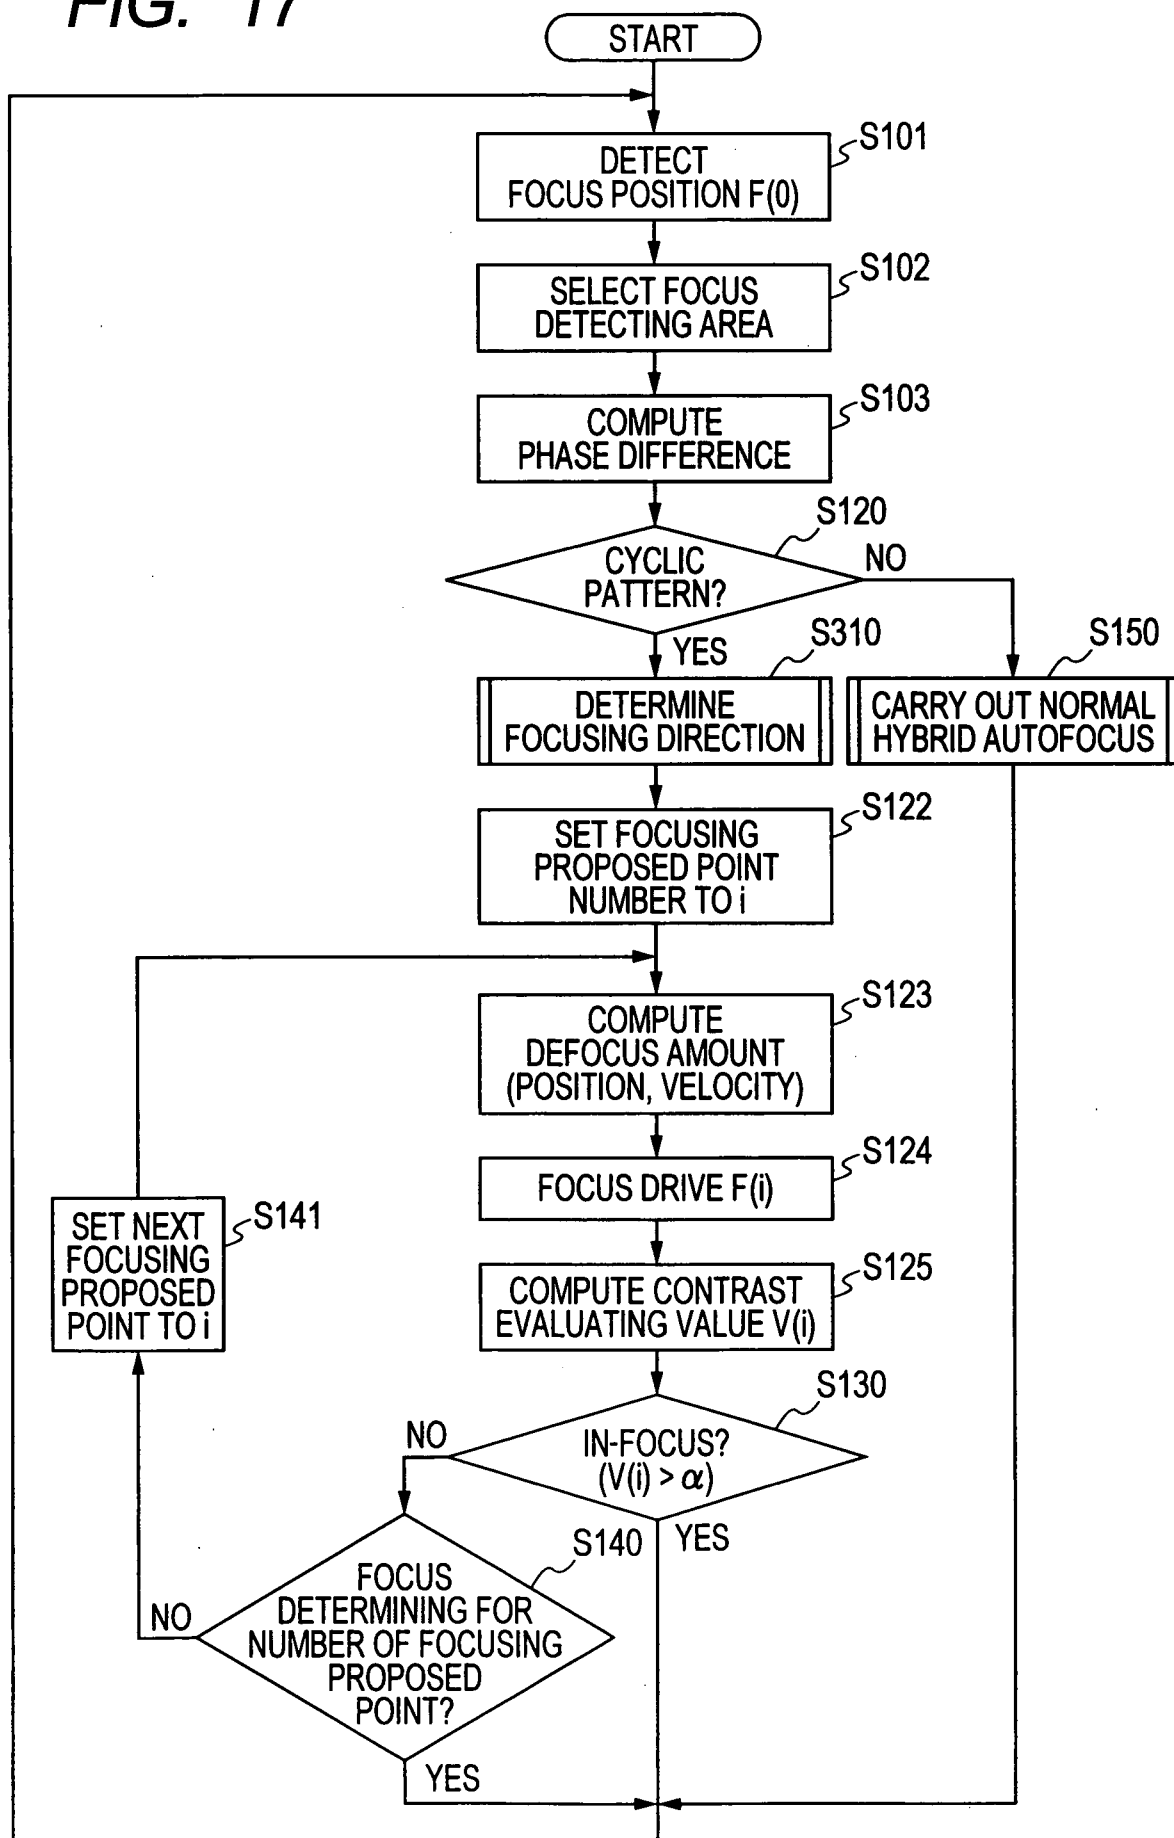 FIG. 17
START
S101
DETECT
FOCUS POSITION F(0)
S102
SELECT FOCUS
DETECTING AREA
S103
COMPUTE
PHASE DIFFERENCE
S120
CYCLIC
PATTERN?
NO
YES
S310
S150
DETERMINE
FOCUSING DIRECTION
CARRY OUT NORMAL
HYBRID AUTOFOCUS
S122
SET FOCUSING
PROPOSED POINT
NUMBER TO i
S123
COMPUTE
DEFOCUS AMOUNT
(POSITION, VELOCITY)
S124
FOCUS DRIVE F(i)
S141
SET NEXT
FOCUSING
PROPOSED
POINT TO i
S125
COMPUTE CONTRAST
EVALUATING VALUE V(i)
S130
IN-FOCUS?
(V(i) > α)
NO
YES
S140
FOCUS
DETERMINING FOR
NUMBER OF FOCUSING
PROPOSED
POINT?
NO
YES